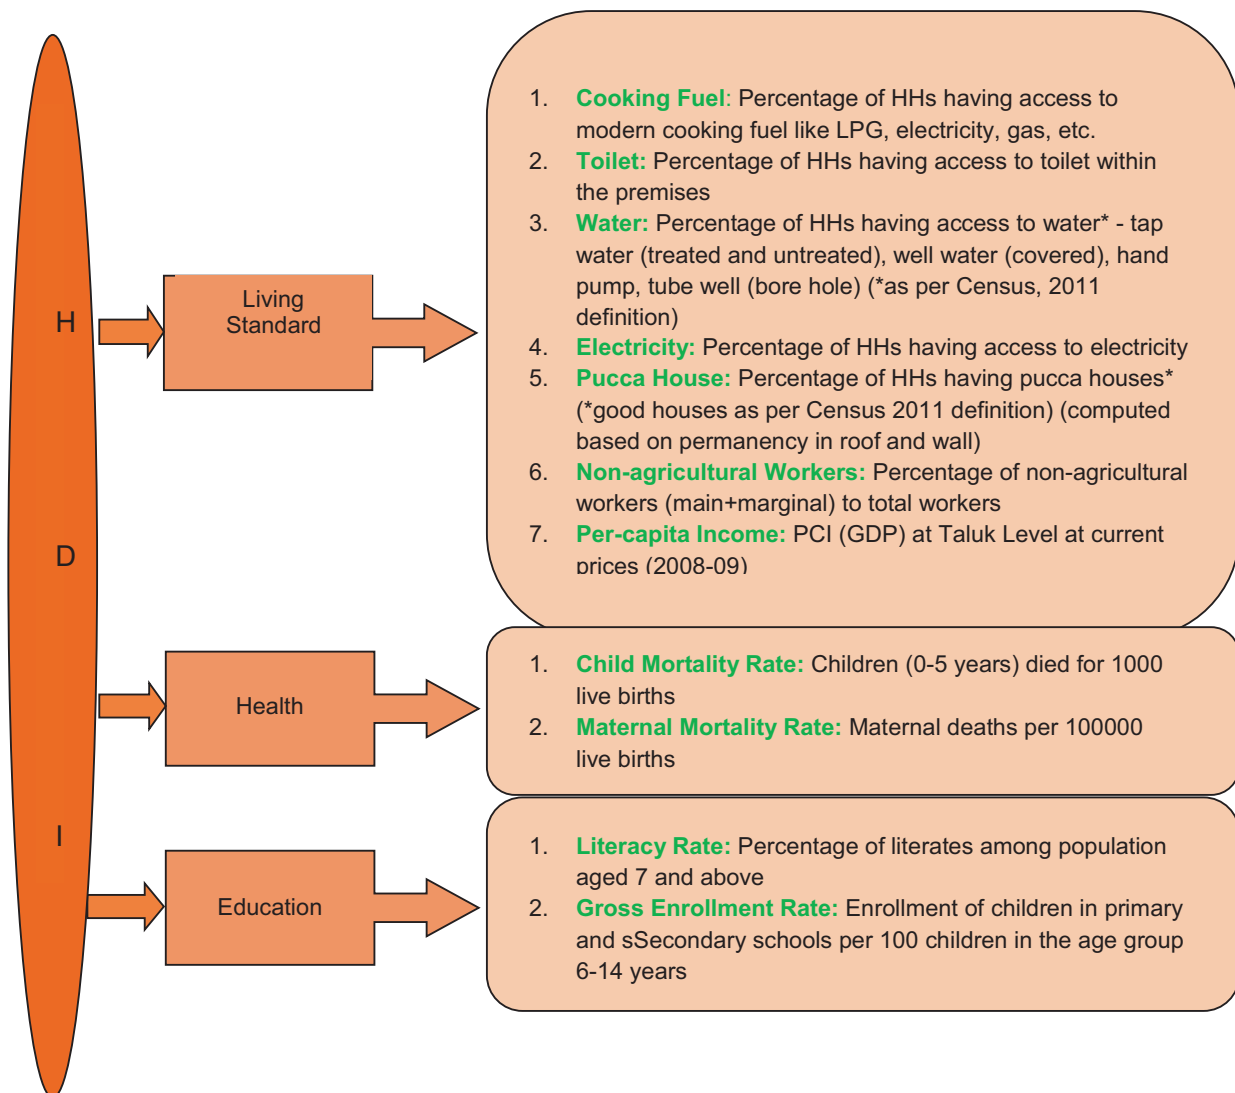 H
D
I
Living
Standard
1. Cooking Fuel: Percentage of HHs having access to
modern cooking fuel like LPG, electricity, gas, etc.
2. Toilet: Percentage of HHs having access to toilet within
the premises
3. Water: Percentage of HHs having access to water* - tap
water (treated and untreated), well water (covered), hand
pump, tube well (bore hole) (*as per Census, 2011
definition)
4. Electricity: Percentage of HHs having access to electricity
5. Pucca House: Percentage of HHs having pucca houses*
(*good houses as per Census 2011 definition) (computed
based on permanency in roof and wall)
6. Non-agricultural Workers: Percentage of non-agricultural
workers (main+marginal) to total workers
7. Per-capita Income: PCI (GDP) at Taluk Level at current
prices (2008-09)
Health
1. Child Mortality Rate: Children (0-5 years) died for 1000
live births
2. Maternal Mortality Rate: Maternal deaths per 100000
live births
Education
1. Literacy Rate: Percentage of literates among population
aged 7 and above
2. Gross Enrollment Rate: Enrollment of children in primary
and sSecondary schools per 100 children in the age group
6-14 years